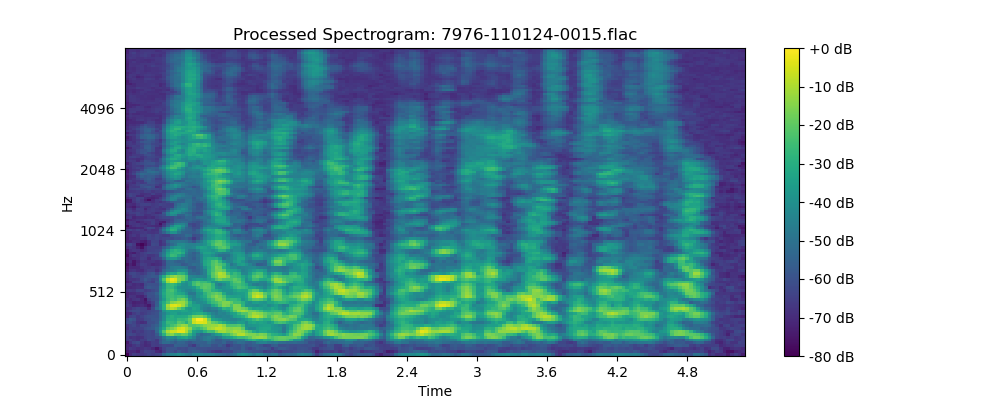 Processed Spectrogram: 7976-110124-0015.flac
Hz
4096
2048
1024
512
0
0 0.6 1.2 1.8 2.4 3 3.6 4.2 4.8
Time
+0 dB
-10 dB
-20 dB
-30 dB
-40 dB
-50 dB
-60 dB
-70 dB
-80 dB